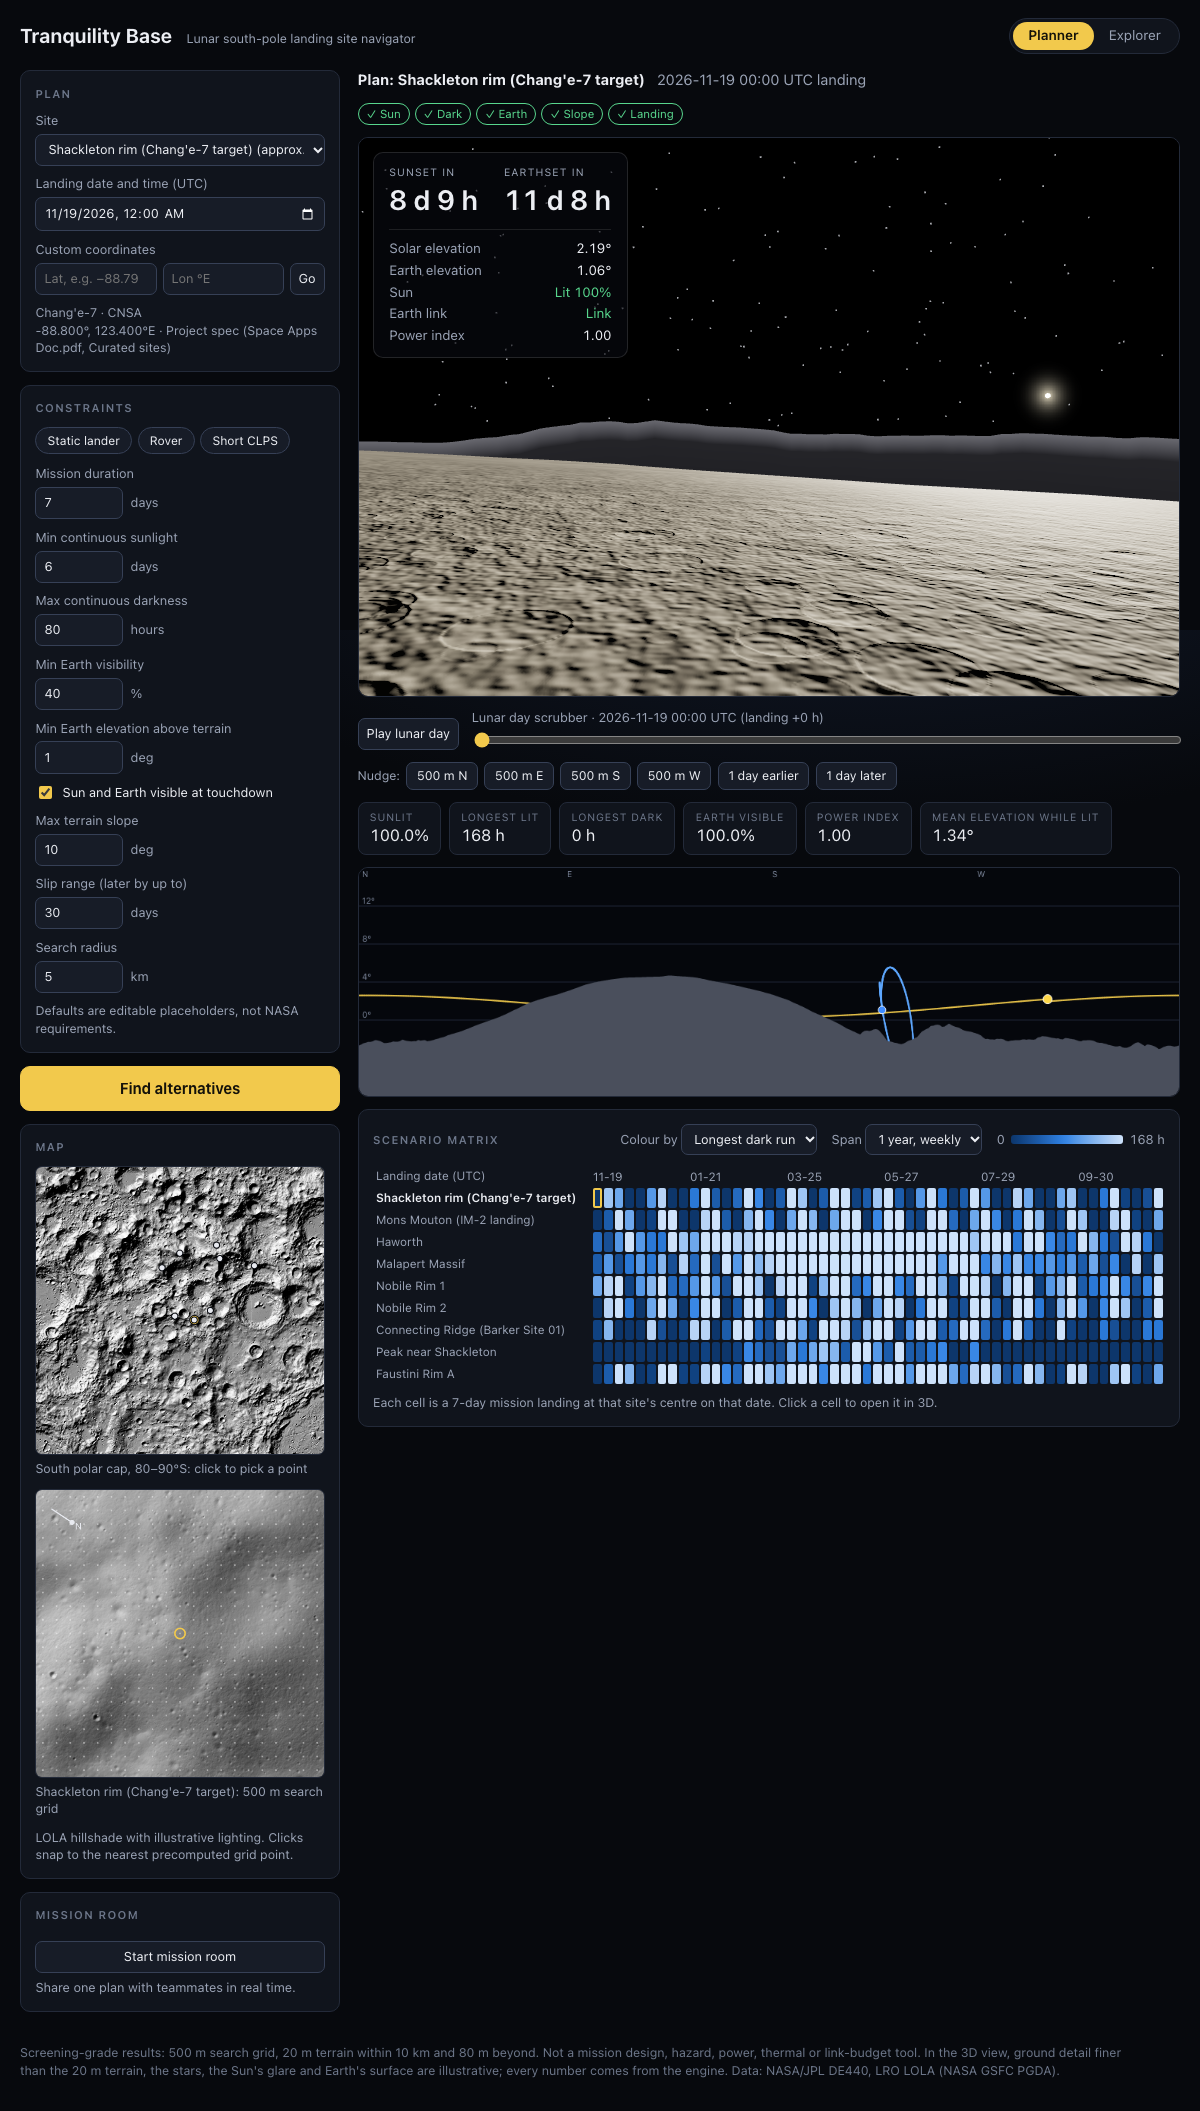 Tranquility Base
Lunar south-pole landing site navigator
Planner
Explorer
PLAN
Site
Shackleton rim (Chang'e-7 target) (approx.
Landing date and time (UTC)
11/19/2026, 12:00 AM
Custom coordinates
Lat, e.g. −88.79
Lon °E
Go
Chang'e-7 · CNSA
-88.800°, 123.400°E · Project spec (Space Apps
Doc.pdf, Curated sites)
CONSTRAINTS
Static lander
Rover
Short CLPS
Mission duration
7 days
Min continuous sunlight
6 days
Max continuous darkness
80 hours
Min Earth visibility
40 %
Min Earth elevation above terrain
1 deg
Sun and Earth visible at touchdown
Max terrain slope
10 deg
Slip range (later by up to)
30 days
Search radius
5 km
Defaults are editable placeholders, not NASA
requirements.
Find alternatives
MAP
South polar cap, 80–90°S: click to pick a point
N
Shackleton rim (Chang'e-7 target): 500 m search
grid
LOLA hillshade with illustrative lighting. Clicks
snap to the nearest precomputed grid point.
MISSION ROOM
Start mission room
Share one plan with teammates in real time.
Plan: Shackleton rim (Chang'e-7 target)
2026-11-19 00:00 UTC landing
✓ Sun
✓ Dark
✓ Earth
✓ Slope
✓ Landing
SUNSET IN
8 d 9 h
EARTHSET IN
11 d 8 h
Solar elevation 2.19°
Earth elevation 1.06°
Sun Lit 100%
Earth link Link
Power index 1.00
Play lunar day
Lunar day scrubber · 2026-11-19 00:00 UTC (landing +0 h)
Nudge:
500 m N
500 m E
500 m S
500 m W
1 day earlier
1 day later
SUNLIT
100.0%
LONGEST LIT
168 h
LONGEST DARK
0 h
EARTH VISIBLE
100.0%
POWER INDEX
1.00
MEAN ELEVATION WHILE LIT
1.34°
N E S W
12°
8°
4°
0°
SCENARIO MATRIX
Colour by Longest dark run
Span 1 year, weekly
0 168 h
Landing date (UTC) 11-19 01-21 03-25 05-27 07-29 09-30
Shackleton rim (Chang'e-7 target)
Mons Mouton (IM-2 landing)
Haworth
Malapert Massif
Nobile Rim 1
Nobile Rim 2
Connecting Ridge (Barker Site 01)
Peak near Shackleton
Faustini Rim A
Each cell is a 7-day mission landing at that site's centre on that date. Click a cell to open it in 3D.
Screening-grade results: 500 m search grid, 20 m terrain within 10 km and 80 m beyond. Not a mission design, hazard, power, thermal or link-budget tool. In the 3D view, ground detail finer
than the 20 m terrain, the stars, the Sun's glare and Earth's surface are illustrative; every number comes from the engine. Data: NASA/JPL DE440, LRO LOLA (NASA GSFC PGDA).